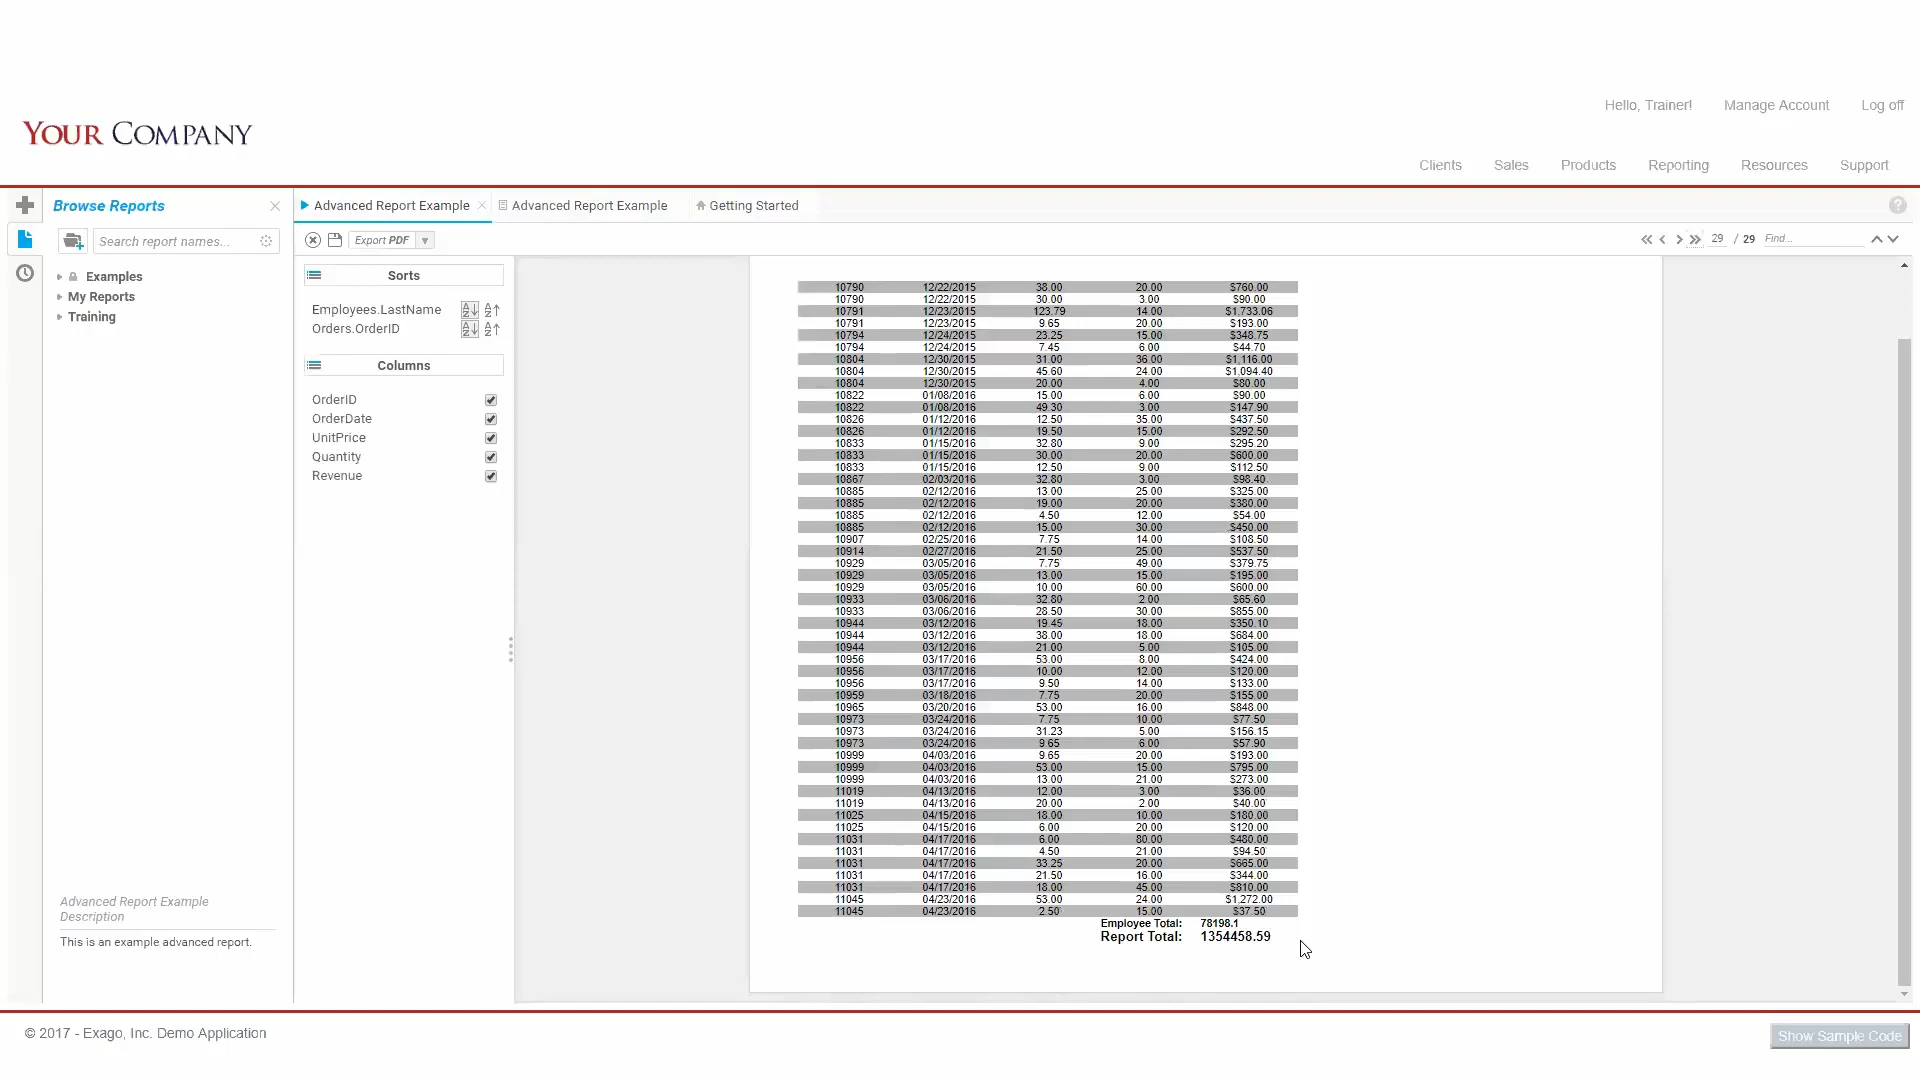 Hello, Trainer! Manage Account Log off
YOUR COMPANY
Clients Sales Products Reporting Resources Support
Browse Reports
Advanced Report Example Advanced Report Example Getting Started
Search report names...
Export PDF
29 / 29 Find...
Examples
My Reports
Training
Sorts
Employees.LastName
Orders.OrderID
Columns
OrderID
OrderDate
UnitPrice
Quantity
Revenue
10790 12/22/2015 38.00 20.00 $760.00
10790 12/22/2015 30.00 3.00 $90.00
10791 12/23/2015 123.79 14.00 $1,733.06
10791 12/23/2015 9.65 20.00 $193.00
10794 12/24/2015 23.25 15.00 $348.75
10794 12/24/2015 7.45 6.00 $44.70
10804 12/30/2015 31.00 36.00 $1,116.00
10804 12/30/2015 45.60 24.00 $1,094.40
10804 12/30/2015 20.00 4.00 $80.00
10822 01/08/2016 15.00 6.00 $90.00
10822 01/08/2016 49.30 3.00 $147.90
10826 01/12/2016 12.50 35.00 $437.50
10826 01/12/2016 19.50 15.00 $292.50
10833 01/15/2016 32.80 9.00 $295.20
10833 01/15/2016 30.00 20.00 $600.00
10833 01/15/2016 12.50 9.00 $112.50
10867 02/03/2016 32.80 3.00 $98.40
10885 02/12/2016 13.00 25.00 $325.00
10885 02/12/2016 19.00 20.00 $380.00
10885 02/12/2016 4.50 12.00 $54.00
10885 02/12/2016 15.00 30.00 $450.00
10907 02/25/2016 7.75 14.00 $108.50
10914 02/27/2016 21.50 25.00 $537.50
10929 03/05/2016 7.75 49.00 $379.75
10929 03/05/2016 13.00 15.00 $195.00
10929 03/05/2016 10.00 60.00 $600.00
10933 03/06/2016 32.80 2.00 $65.60
10933 03/06/2016 28.50 30.00 $855.00
10944 03/12/2016 19.45 18.00 $350.10
10944 03/12/2016 38.00 18.00 $684.00
10944 03/12/2016 21.00 5.00 $105.00
10956 03/17/2016 53.00 8.00 $424.00
10956 03/17/2016 10.00 12.00 $120.00
10956 03/17/2016 9.50 14.00 $133.00
10959 03/18/2016 7.75 20.00 $155.00
10965 03/20/2016 53.00 16.00 $848.00
10973 03/24/2016 7.75 10.00 $77.50
10973 03/24/2016 31.23 5.00 $156.15
10973 03/24/2016 9.65 6.00 $57.90
10999 04/03/2016 9.65 20.00 $193.00
10999 04/03/2016 53.00 15.00 $795.00
10999 04/03/2016 13.00 21.00 $273.00
11019 04/13/2016 12.00 3.00 $36.00
11019 04/13/2016 20.00 2.00 $40.00
11025 04/15/2016 18.00 10.00 $180.00
11025 04/15/2016 6.00 20.00 $120.00
11031 04/17/2016 6.00 80.00 $480.00
11031 04/17/2016 4.50 21.00 $94.50
11031 04/17/2016 33.25 20.00 $665.00
11031 04/17/2016 21.50 16.00 $344.00
11031 04/17/2016 18.00 45.00 $810.00
11045 04/23/2016 53.00 24.00 $1,272.00
11045 04/23/2016 2.50 15.00 $37.50
Employee Total: 78198.1
Report Total: 1354458.59
Advanced Report Example
Description
This is an example advanced report.
© 2017 - Exago, Inc. Demo Application
Show Sample Code